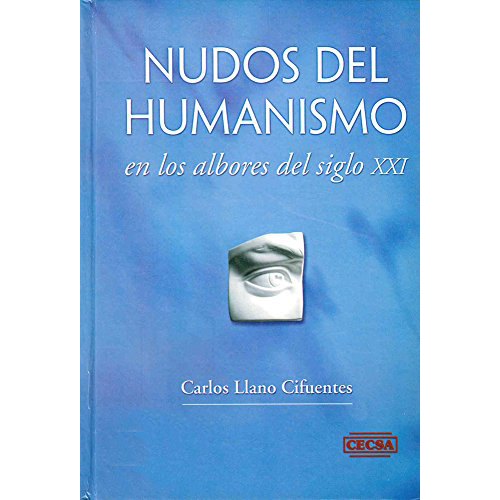 NUDOS DEL
HUMANISMO
en los albores del siglo XXI
Carlos Llano Cifuentes
CECSA